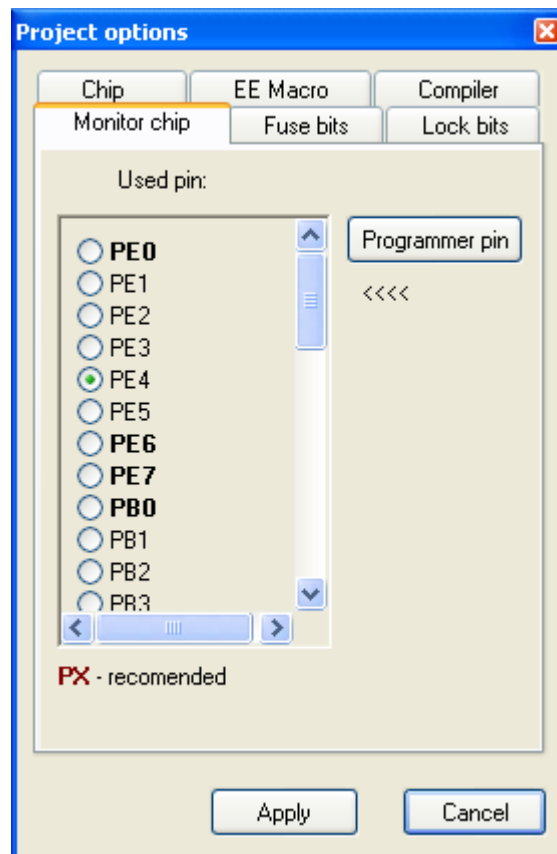 Project options
Chip EE Macro Compiler
Monitor chip Fuse bits Lock bits
Used pin:
Programmer pin
<<<<
PE0
PE1
PE2
PE3
PE4
PE5
PE6
PE7
PB0
PB1
PB2
PB3
PX - recomended
Apply Cancel